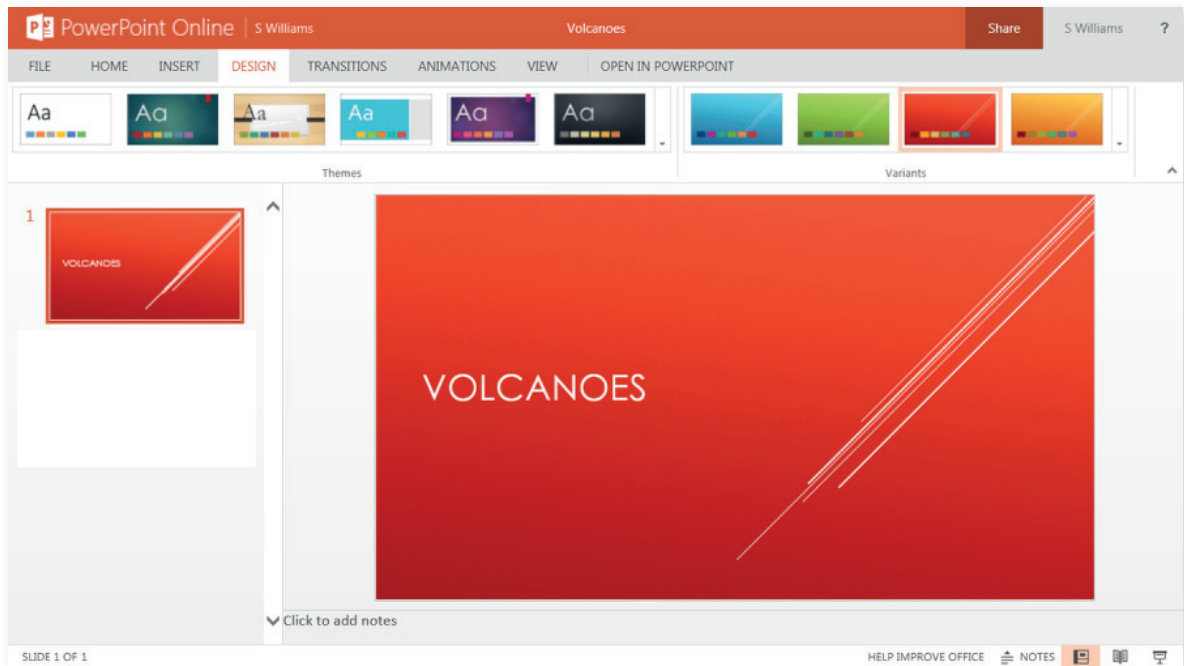 PowerPoint Online | S Williams Volcanoes Share S Williams ?
FILE HOME INSERT DESIGN TRANSITIONS ANIMATIONS VIEW OPEN IN POWERPOINT
Aa Aa Aa Aa Aa Aa
Themes Variants
1
VOLCANOES
VOLCANOES
Click to add notes
SLIDE 1 OF 1 HELP IMPROVE OFFICE NOTES